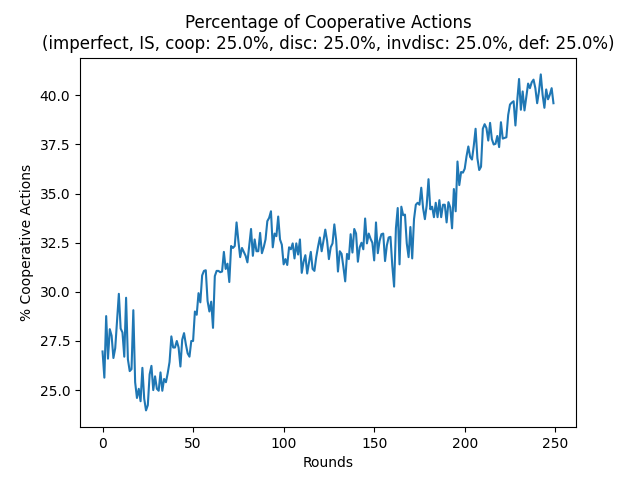 Percentage of Cooperative Actions
(imperfect, IS, coop: 25.0%, disc: 25.0%, invdisc: 25.0%, def: 25.0%)
40.0
37.5
35.0
32.5
30.0
27.5
25.0
% Cooperative Actions
0 50 100 150 200 250
Rounds